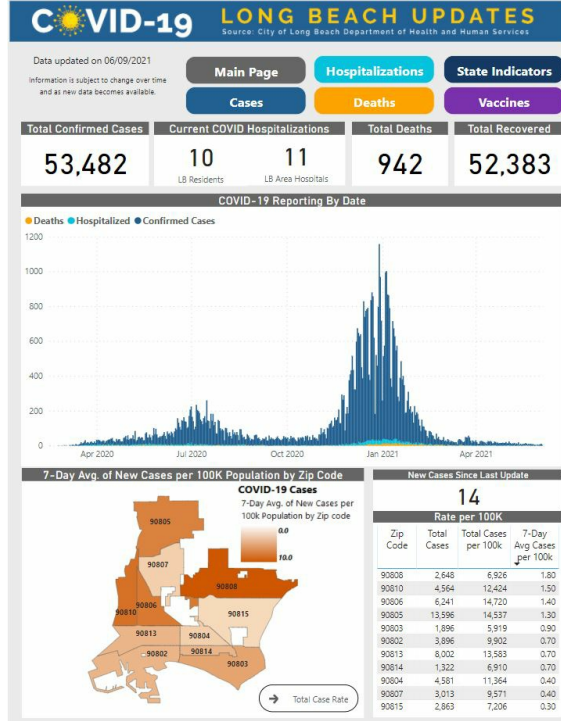 COVID-19
LONG BEACH UPDATES
Source: City of Long Beach Department of Health and Human Services
Data updated on 06/09/2021
Information is subject to change over time
and as new data becomes available.
Main Page
Hospitalizations
State Indicators
Cases
Deaths
Vaccines
Total Confirmed Cases
53,482
Current COVID Hospitalizations
10
LB Residents
11
LB Area Hospitals
Total Deaths
942
Total Recovered
52,383
COVID-19 Reporting By Date
Deaths Hospitalized Confirmed Cases
1200
1000
800
600
400
200
0
Apr 2020 Jul 2020 Oct 2020 Jan 2021 Apr 2021
7-Day Avg. of New Cases per 100K Population by Zip Code
COVID-19 Cases
7-Day Avg. of New Cases per
100k Population by Zip code
0.0
10.0
90805
90807
90808
90810
90806
90815
90813
90804
90802
90814
90803
Total Case Rate
New Cases Since Last Update
14
Rate per 100K
Zip Code Total Cases Total Cases per 100k 7-Day Avg Cases per 100k
90808 2,648 6,926 1.80
90810 4,564 12,424 1.50
90806 6,241 14,720 1.40
90805 13,596 14,537 1.30
90803 1,896 5,919 0.90
90802 3,896 9,902 0.70
90813 8,002 13,583 0.70
90814 1,322 6,910 0.70
90804 4,581 11,364 0.40
90807 3,013 9,571 0.40
90815 2,863 7,206 0.30